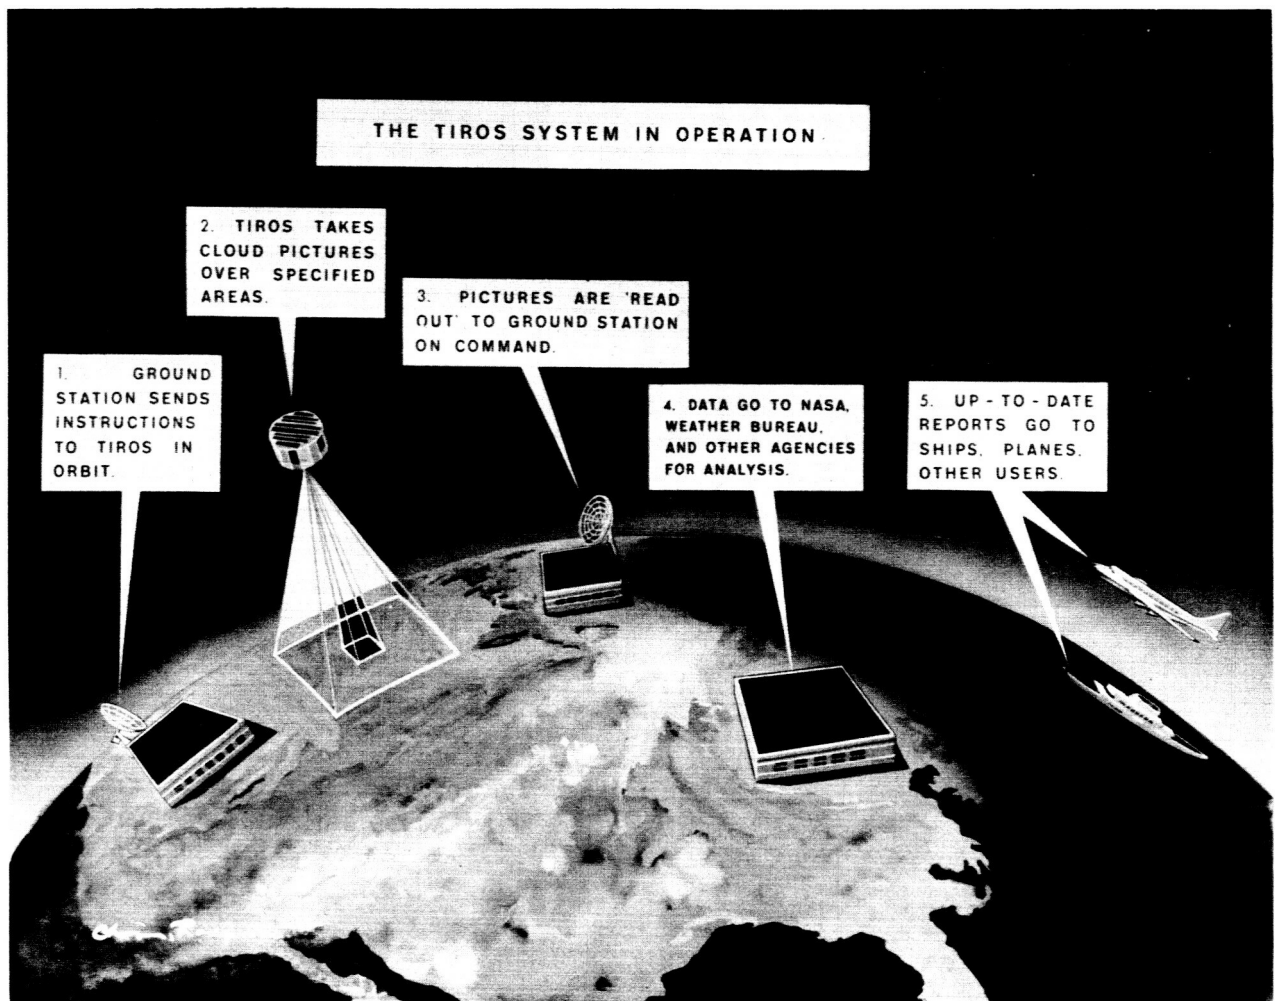 THE TIROS SYSTEM IN OPERATION
2. TIROS TAKES
CLOUD PICTURES
OVER SPECIFIED
AREAS.
3. PICTURES ARE 'READ
OUT' TO GROUND STATION
ON COMMAND.
1. GROUND
STATION SENDS
INSTRUCTIONS
TO TIROS IN
ORBIT.
4. DATA GO TO NASA,
WEATHER BUREAU,
AND OTHER AGENCIES
FOR ANALYSIS.
5. UP-TO-DATE
REPORTS GO TO
SHIPS, PLANES,
OTHER USERS.